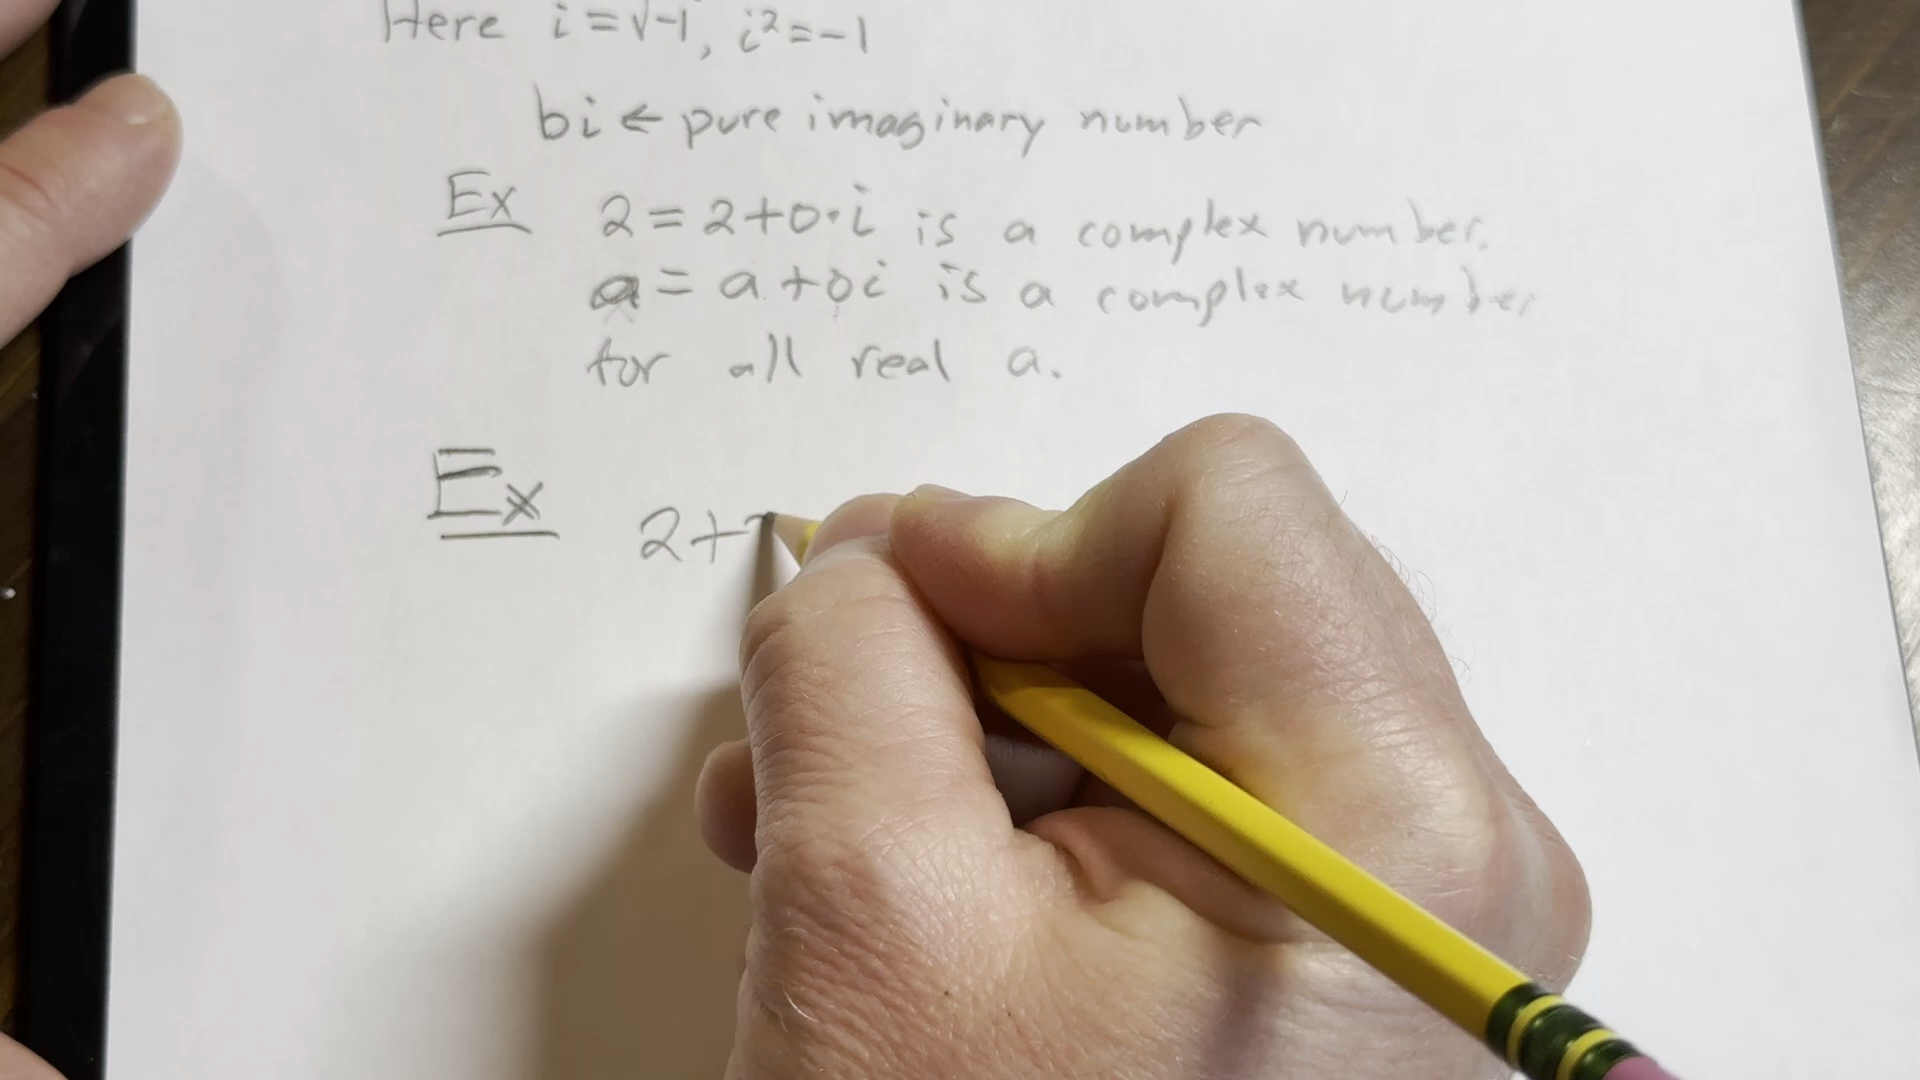 Here i = √-1, i² = -1
bi ← pure imaginary number
Ex 2 = 2 + 0 · i is a complex number.
a = a + 0i is a complex number
for all real a.
Ex 2 +